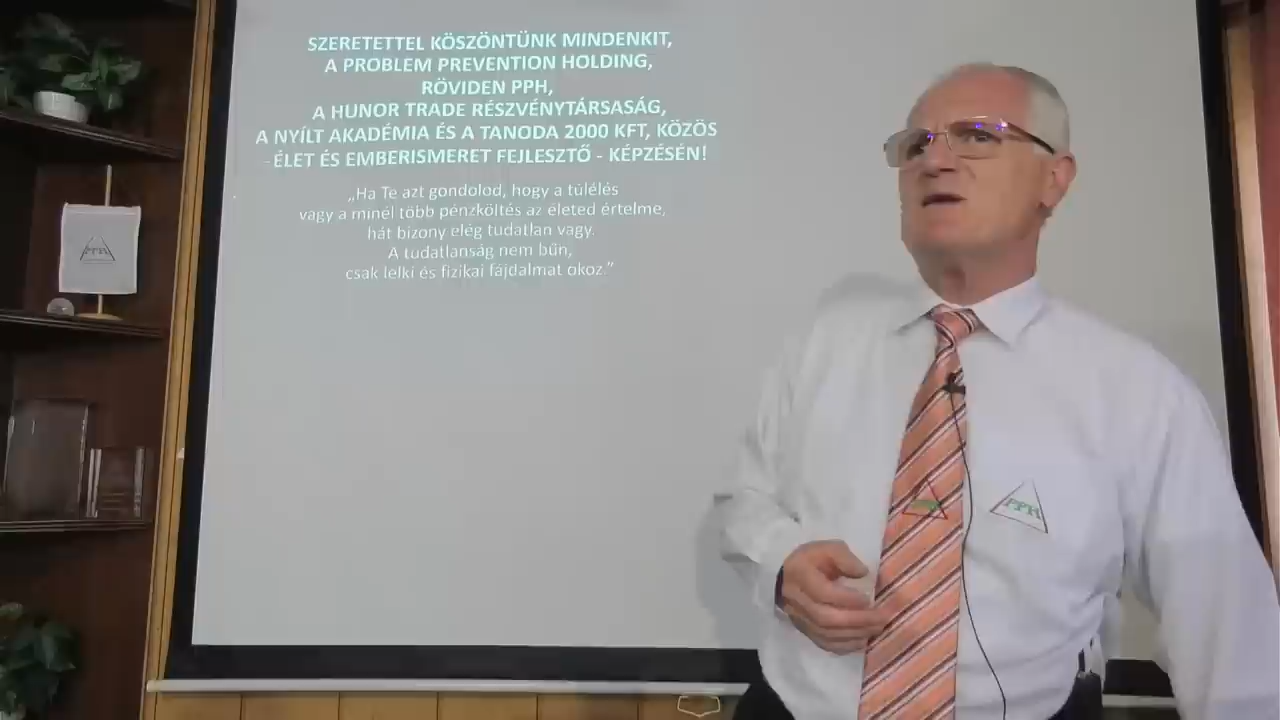 SZERETETTEL KÖSZÖNTÜNK MINDENKIT,
A PROBLEM PREVENTION HOLDING,
RÖVIDEN PPH,
A HUNOR TRADE RÉSZVÉNYTÁRSASÁG,
A NYÍLT AKADÉMIA ÉS A TANODA 2000 KFT, KÖZÖS
ÉLET ÉS EMBERISMERET FEJLESZTŐ - KÉPZÉSÉN!
„Ha Te azt gondolod, hogy a túlélés
vagy a minél több pénzköltés az életed értelme,
hát bizony elég tudatlan vagy.
A tudatlanság nem bűn,
csak lelki és fizikai fájdalmat okoz.”
PPH
PPH